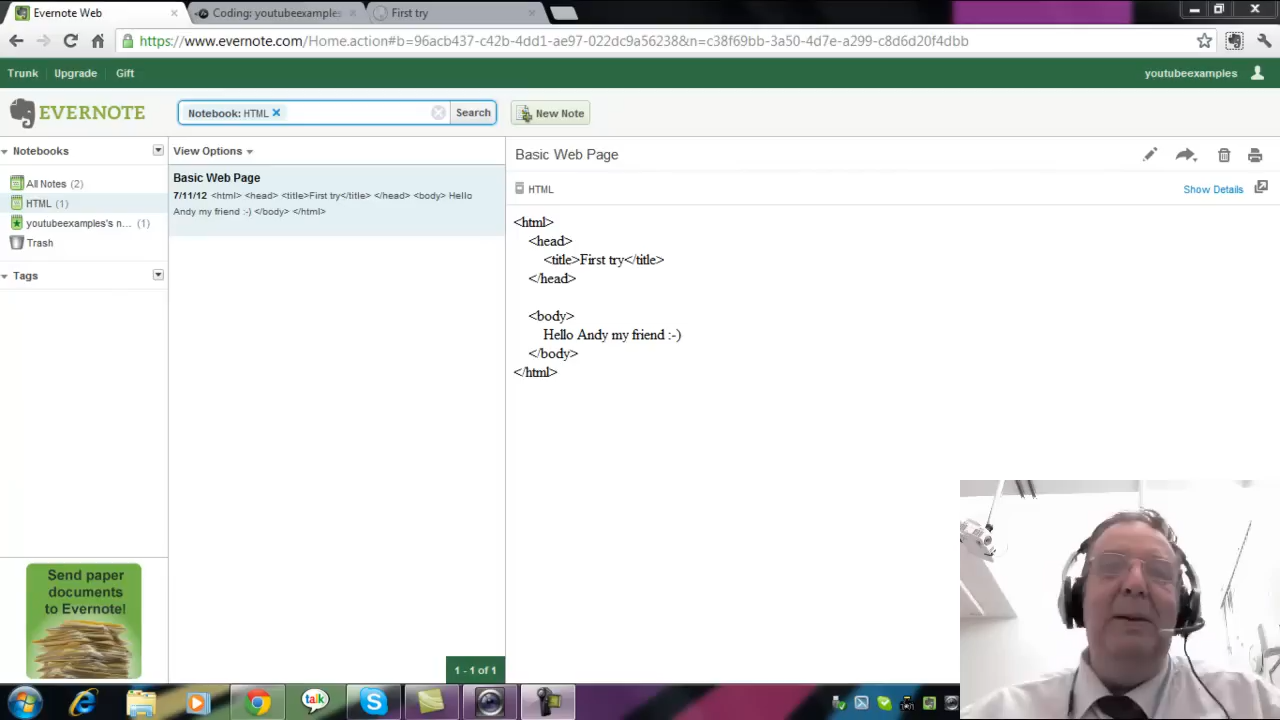 Evernote Web
Coding: youtubeexamples
First try
https://www.evernote.com/Home.action#b=96acb437-c42b-4dd1-ae97-022dc9a56238&n=c38f69bb-3a50-4d7e-a299-c8d6d20f4dbb
Trunk Upgrade Gift
youtubeexamples
EVERNOTE
Notebook: HTML
Search
New Note
Notebooks
All Notes (2)
HTML (1)
youtubeexamples's n... (1)
Trash
Tags
View Options
Basic Web Page
7/11/12 <html> <head> <title>First try</title> </head> <body> Hello
Andy my friend :-) </body> </html>
1 - 1 of 1
Basic Web Page
HTML
Show Details
<html>
<head>
<title>First try</title>
</head>
<body>
Hello Andy my friend :-)
</body>
</html>
Send paper
documents
to Evernote!
talk